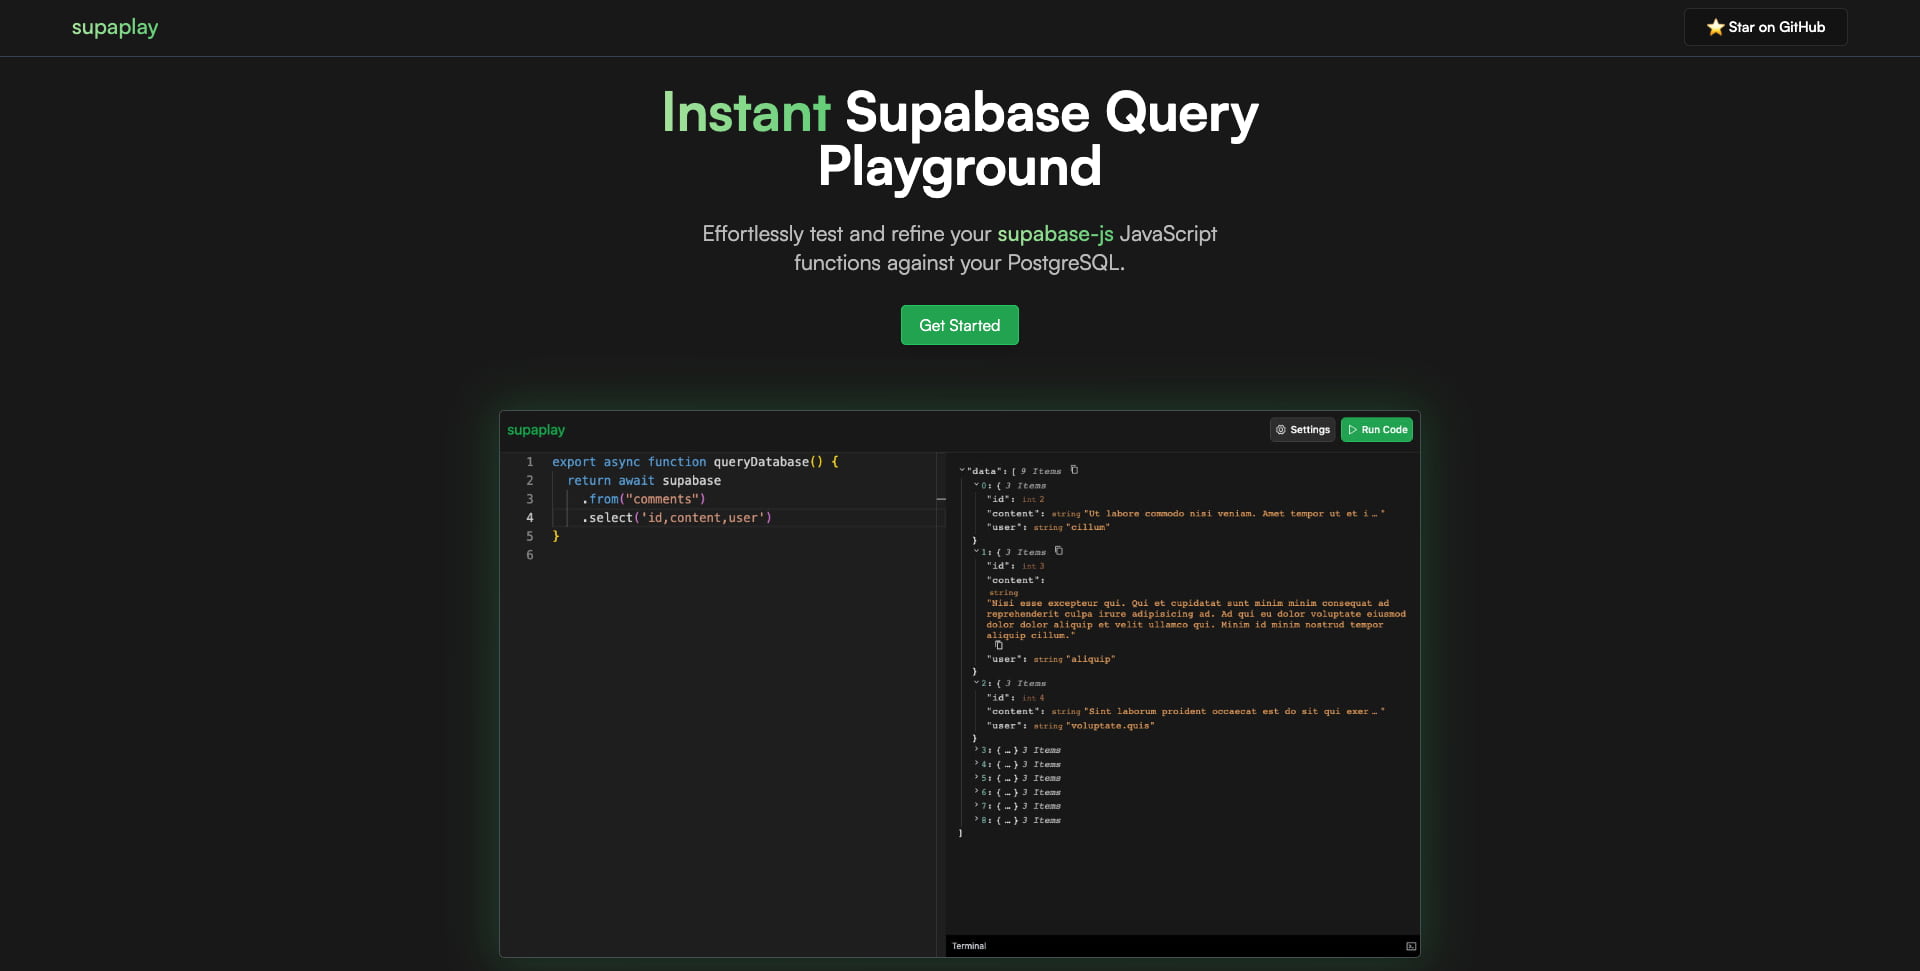 supaplay
⭐ Star on GitHub
Instant Supabase Query
Playground
Effortlessly test and refine your supabase-js JavaScript
functions against your PostgreSQL.
Get Started
supaplay
Settings
Run Code
1 export async function queryDatabase() {
2 return await supabase
3 .from("comments")
4 .select('id,content,user')
5 }
6
"data": [ 9 Items
0: { 3 Items
"id": int 2
"content": string "Ut labore commodo nisi veniam. Amet tempor ut et i…"
"user": string "cillum"
}
1: { 3 Items
"id": int 3
"content":
string
"Nisi esse excepteur qui. Qui et cupidatat sunt minim minim consequat ad
reprehenderit culpa irure adipisicing ad. Ad qui eu dolor voluptate eiusmod
dolor dolor aliquip et velit ullamco qui. Minim id minim nostrud tempor
aliquip cillum."
"user": string "aliquip"
}
2: { 3 Items
"id": int 4
"content": string "Sint laborum proident occaecat est do sit qui exer…"
"user": string "voluptate.quis"
}
3: {…} 3 Items
4: {…} 3 Items
5: {…} 3 Items
6: {…} 3 Items
7: {…} 3 Items
8: {…} 3 Items
]
Terminal